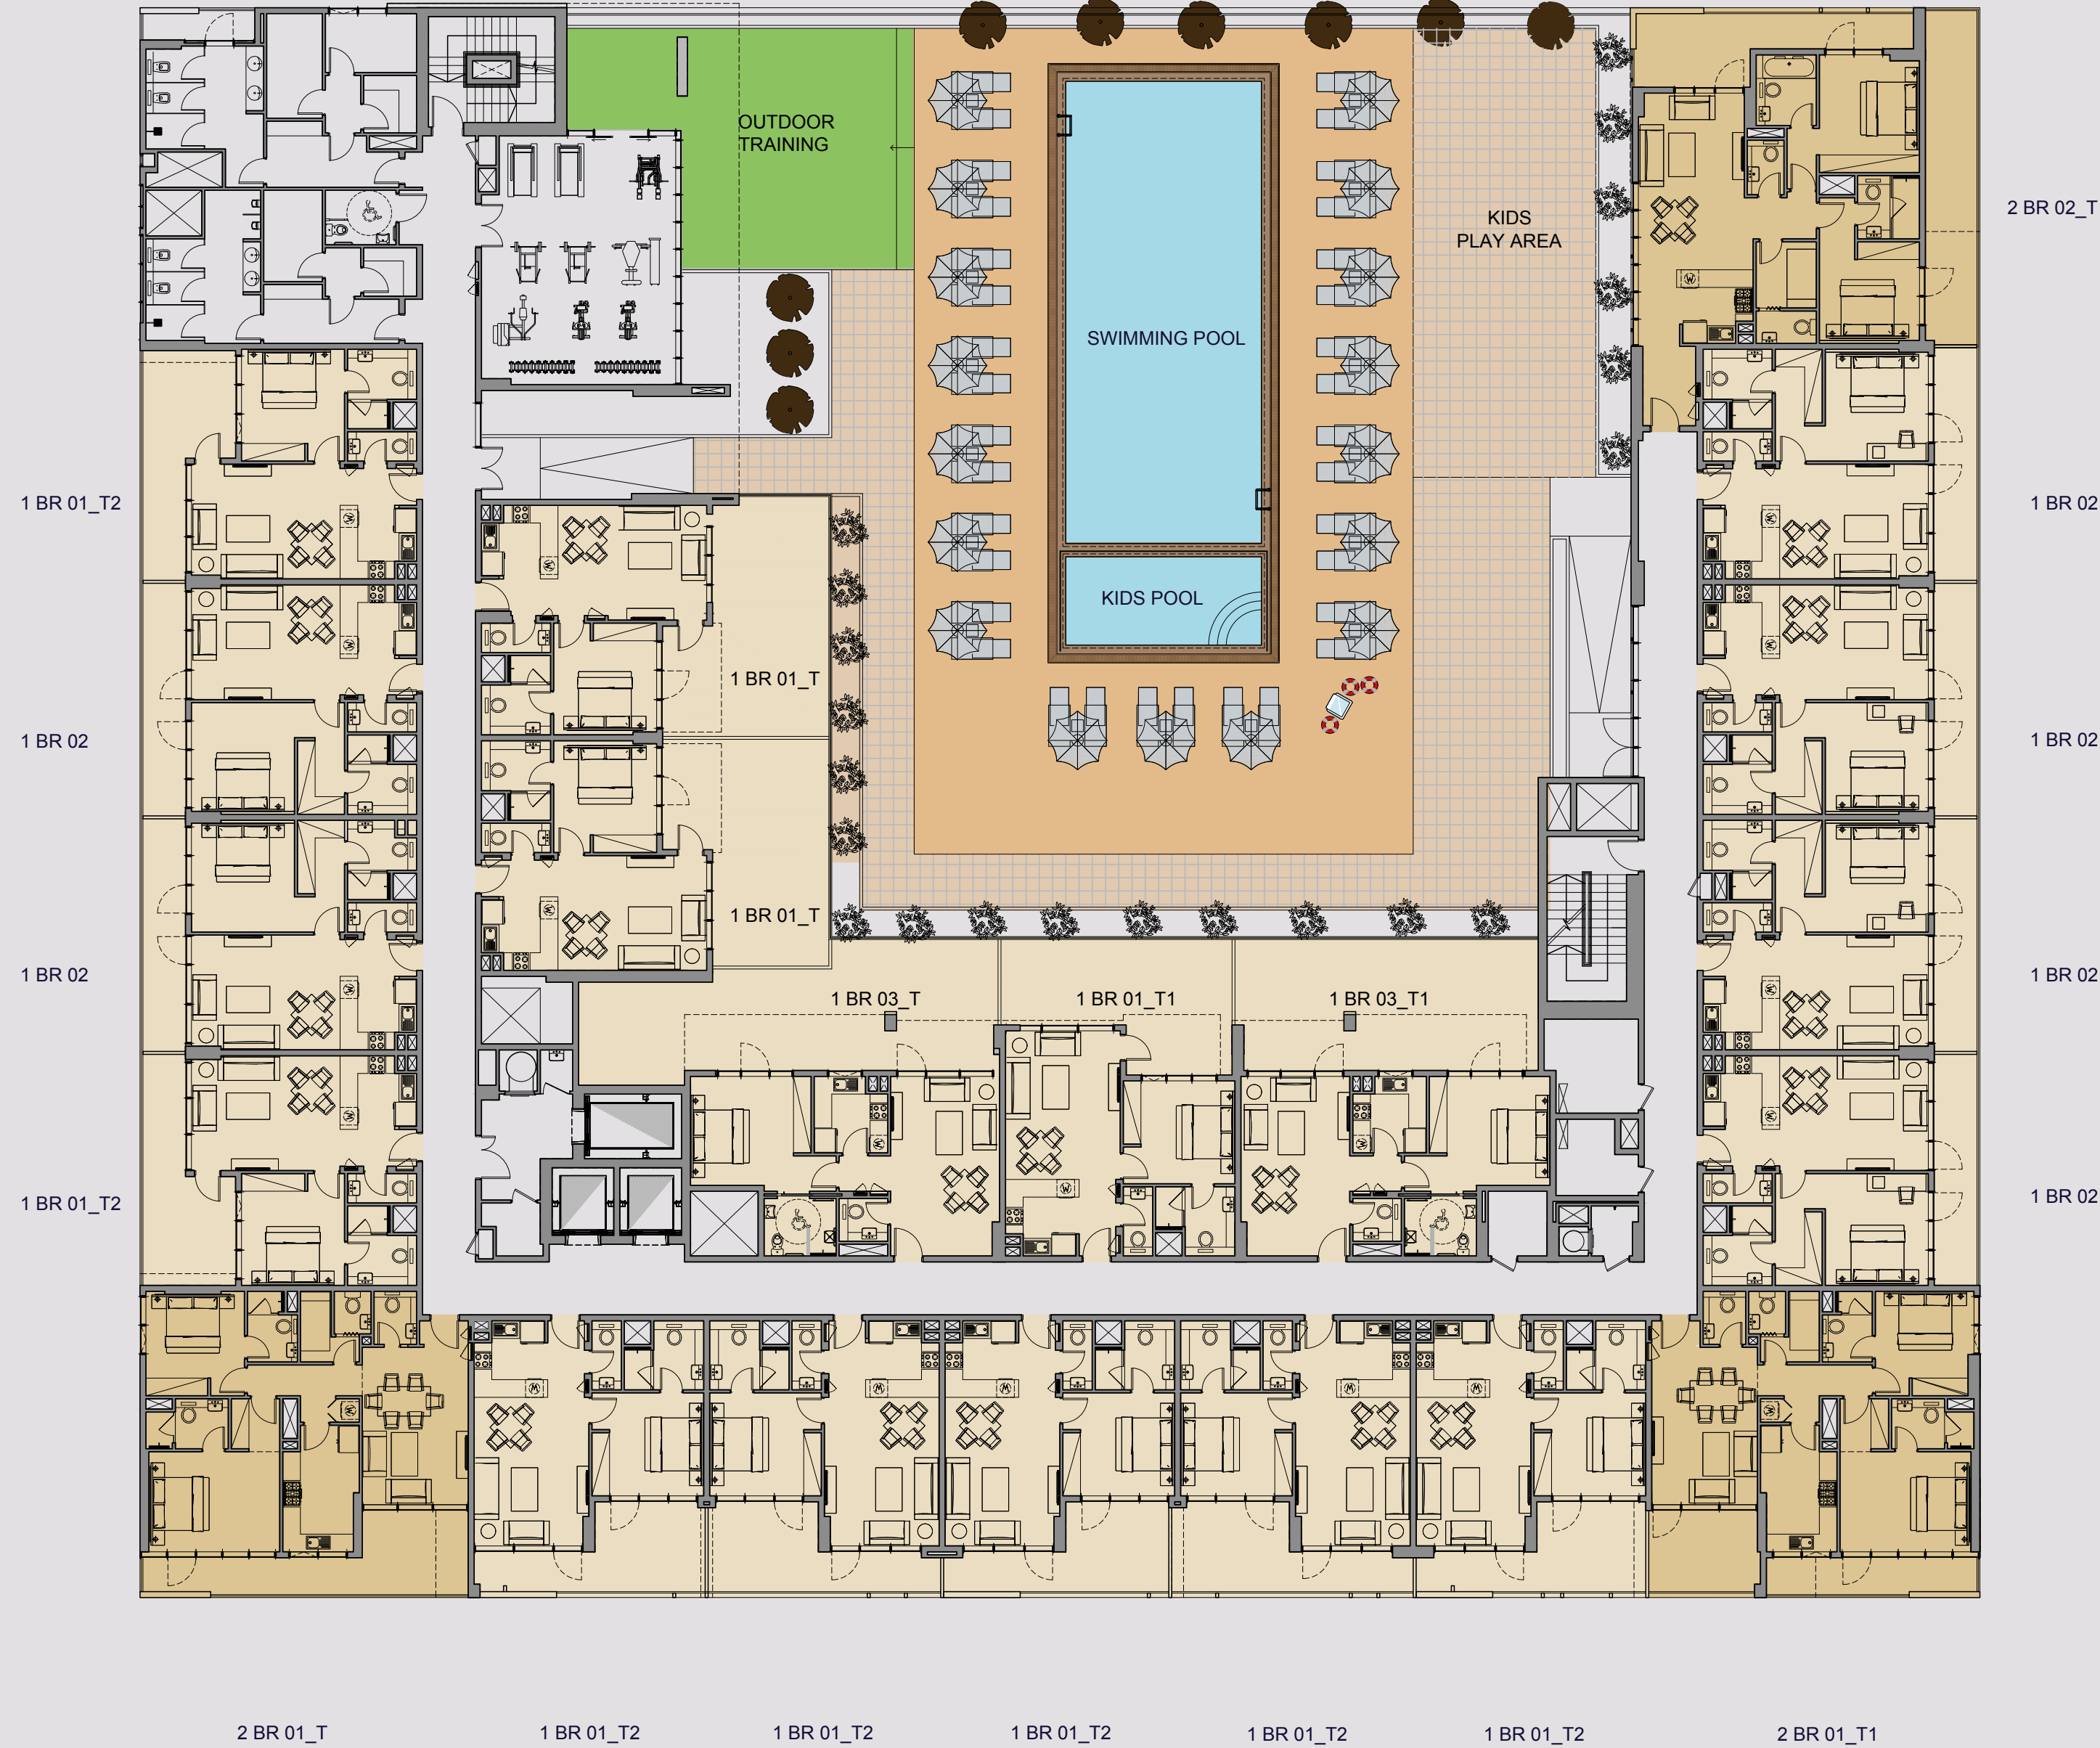 OUTDOOR
TRAINING
KIDS
PLAY AREA
2 BR 02_T
SWIMMING POOL
1 BR 01_T2
1 BR 02
KIDS POOL
1 BR 01_T
1 BR 02
1 BR 02
1 BR 01_T
1 BR 02
1 BR 02
1 BR 03_T
1 BR 01_T1
1 BR 03_T1
1 BR 01_T2
1 BR 02
2 BR 01_T
1 BR 01_T2
1 BR 01_T2
1 BR 01_T2
1 BR 01_T2
1 BR 01_T2
2 BR 01_T1